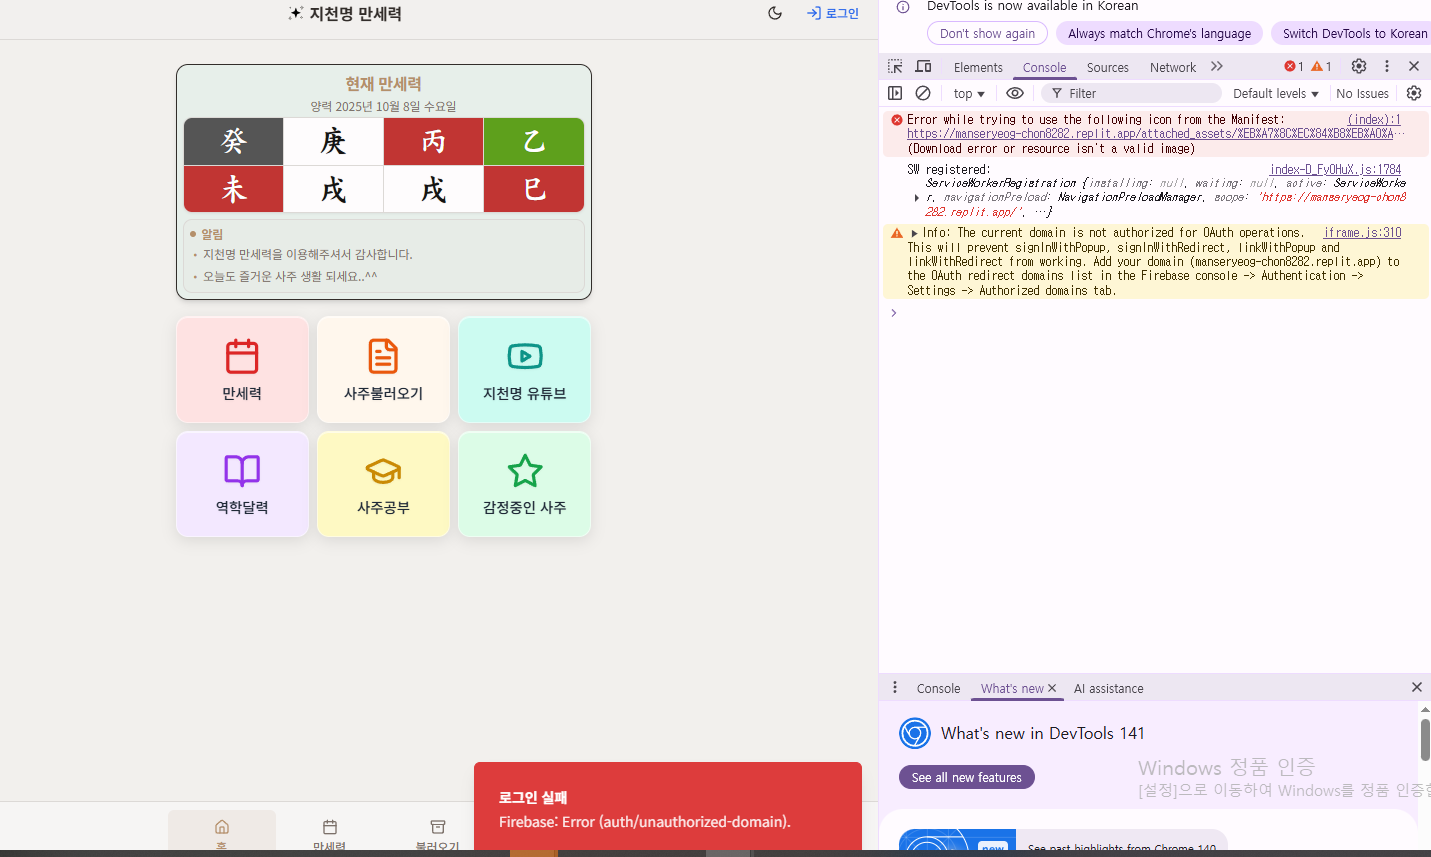 지천명 만세력
로그인
현재 만세력
양력 2025년 10월 8일 수요일
癸 庚 丙 乙
未 戌 戌 巳
알림
• 지천명 만세력을 이용해주셔서 감사합니다.
• 오늘도 즐거운 사주 생활 되세요..^^
만세력
사주불러오기
지천명 유튜브
역학달력
사주공부
감정중인 사주
홈
만세력
불러오기
로그인 실패
Firebase: Error (auth/unauthorized-domain).
DevTools is now available in Korean
Don't show again
Always match Chrome's language
Switch DevTools to Korean
Elements
Console
Sources
Network
1
1
top
Filter
Default levels
No Issues
Error while trying to use the following icon from the Manifest: (index):1
https://manseryeog-chon8282.replit.app/attached_assets/%EB%A7%8C%EC%84%B8%EB%A0%A…
(Download error or resource isn't a valid image)
SW registered: index-D_FyOHuX.js:1784
ServiceWorkerRegistration {installing: null, waiting: null, active: ServiceWorke
r, navigationPreload: NavigationPreloadManager, scope: 'https://manseryeog-chon8
282.replit.app/', …}
Info: The current domain is not authorized for OAuth operations. iframe.js:310
This will prevent signInWithPopup, signInWithRedirect, linkWithPopup and
linkWithRedirect from working. Add your domain (manseryeog-chon8282.replit.app) to
the OAuth redirect domains list in the Firebase console -> Authentication ->
Settings -> Authorized domains tab.
Console
What's new
AI assistance
What's new in DevTools 141
See all new features
Windows 정품 인증
[설정]으로 이동하여 Windows를 정품 인증
new
See past highlights from Chrome 140